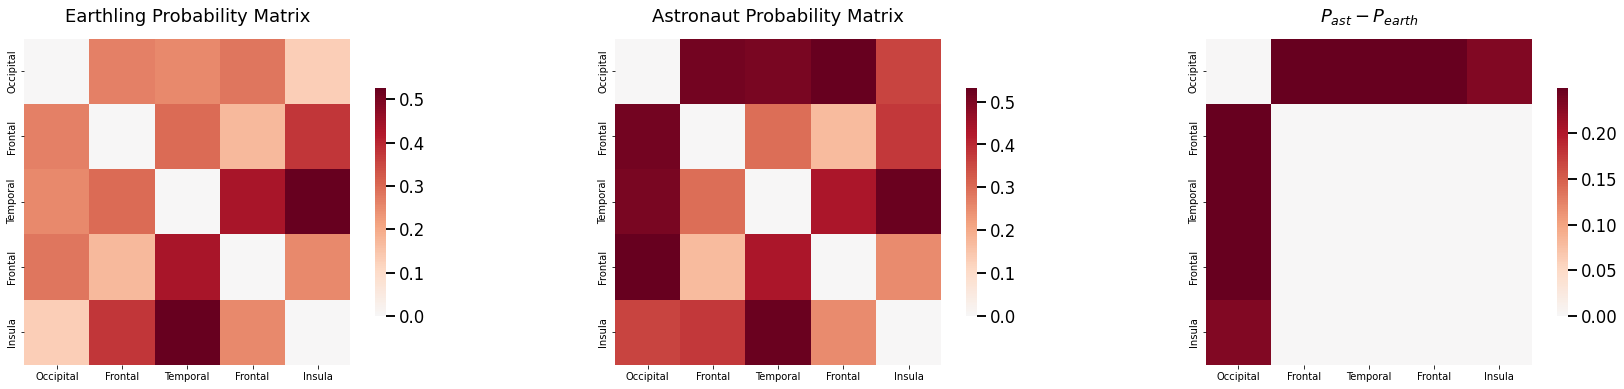 Earthling Probability Matrix
Occipital
Frontal
Temporal
Frontal
Insula
Occipital Frontal Temporal Frontal Insula
0.5
0.4
0.3
0.2
0.1
0.0
Astronaut Probability Matrix
Occipital
Frontal
Temporal
Frontal
Insula
Occipital Frontal Temporal Frontal Insula
0.5
0.4
0.3
0.2
0.1
0.0
P_ast − P_earth
Occipital
Frontal
Temporal
Frontal
Insula
Occipital Frontal Temporal Frontal Insula
0.20
0.15
0.10
0.05
0.00